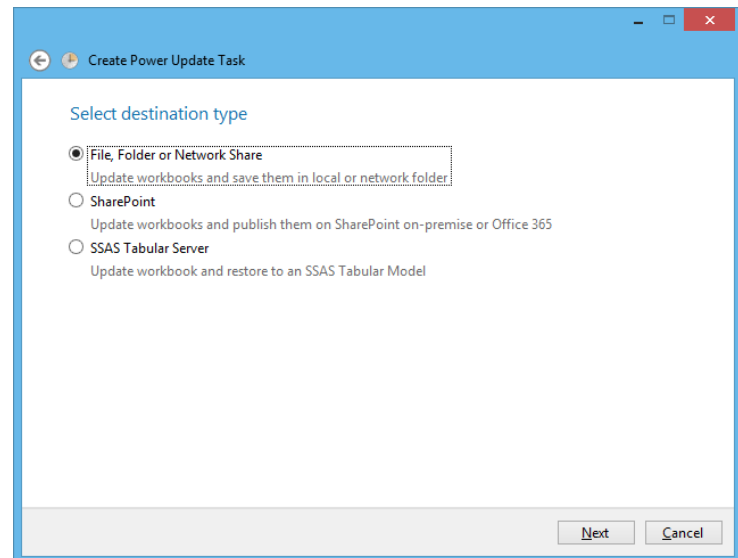 Create Power Update Task
Select destination type
File, Folder or Network Share
Update workbooks and save them in local or network folder
SharePoint
Update workbooks and publish them on SharePoint on-premise or Office 365
SSAS Tabular Server
Update workbook and restore to an SSAS Tabular Model
Next Cancel